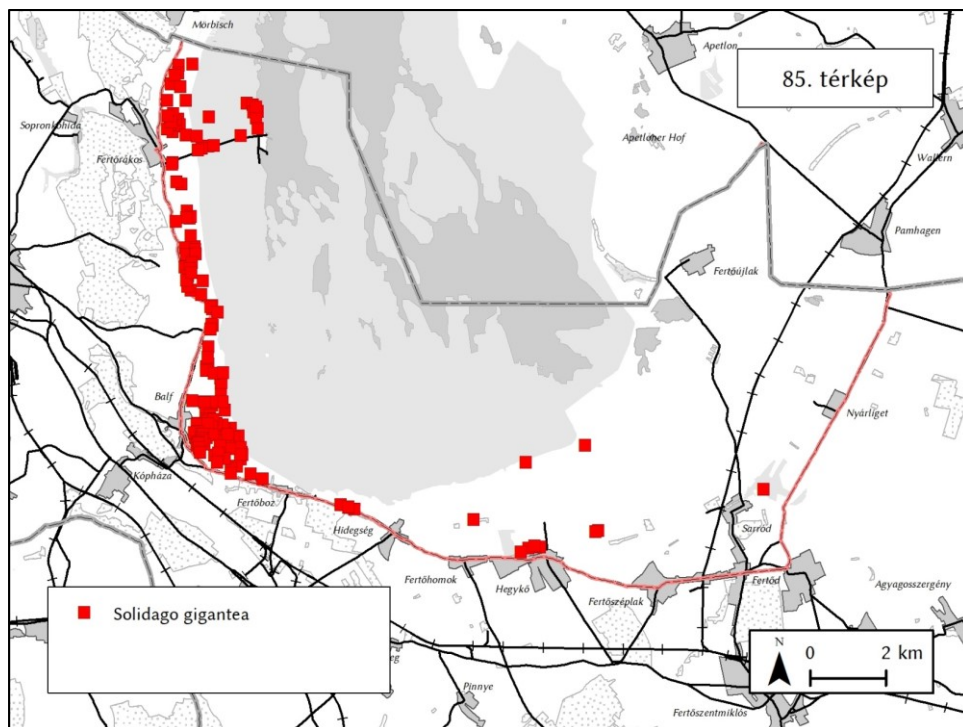 Mörbisch
Apetlon
85. térkép
Sopronkőhida
Fertőrákos
Apetloner Hof
Wallern
Pamhagen
Fertőújlak
Balf
Nyárliget
Kópháza
Fertőboz
Hidegség
Sarród
Fertőhomok
Hegykő
Fertőszéplak
Fertőd
Agyagosszergény
Solidago gigantea
N
0 2 km
Pinnye
Fertőszentmiklós